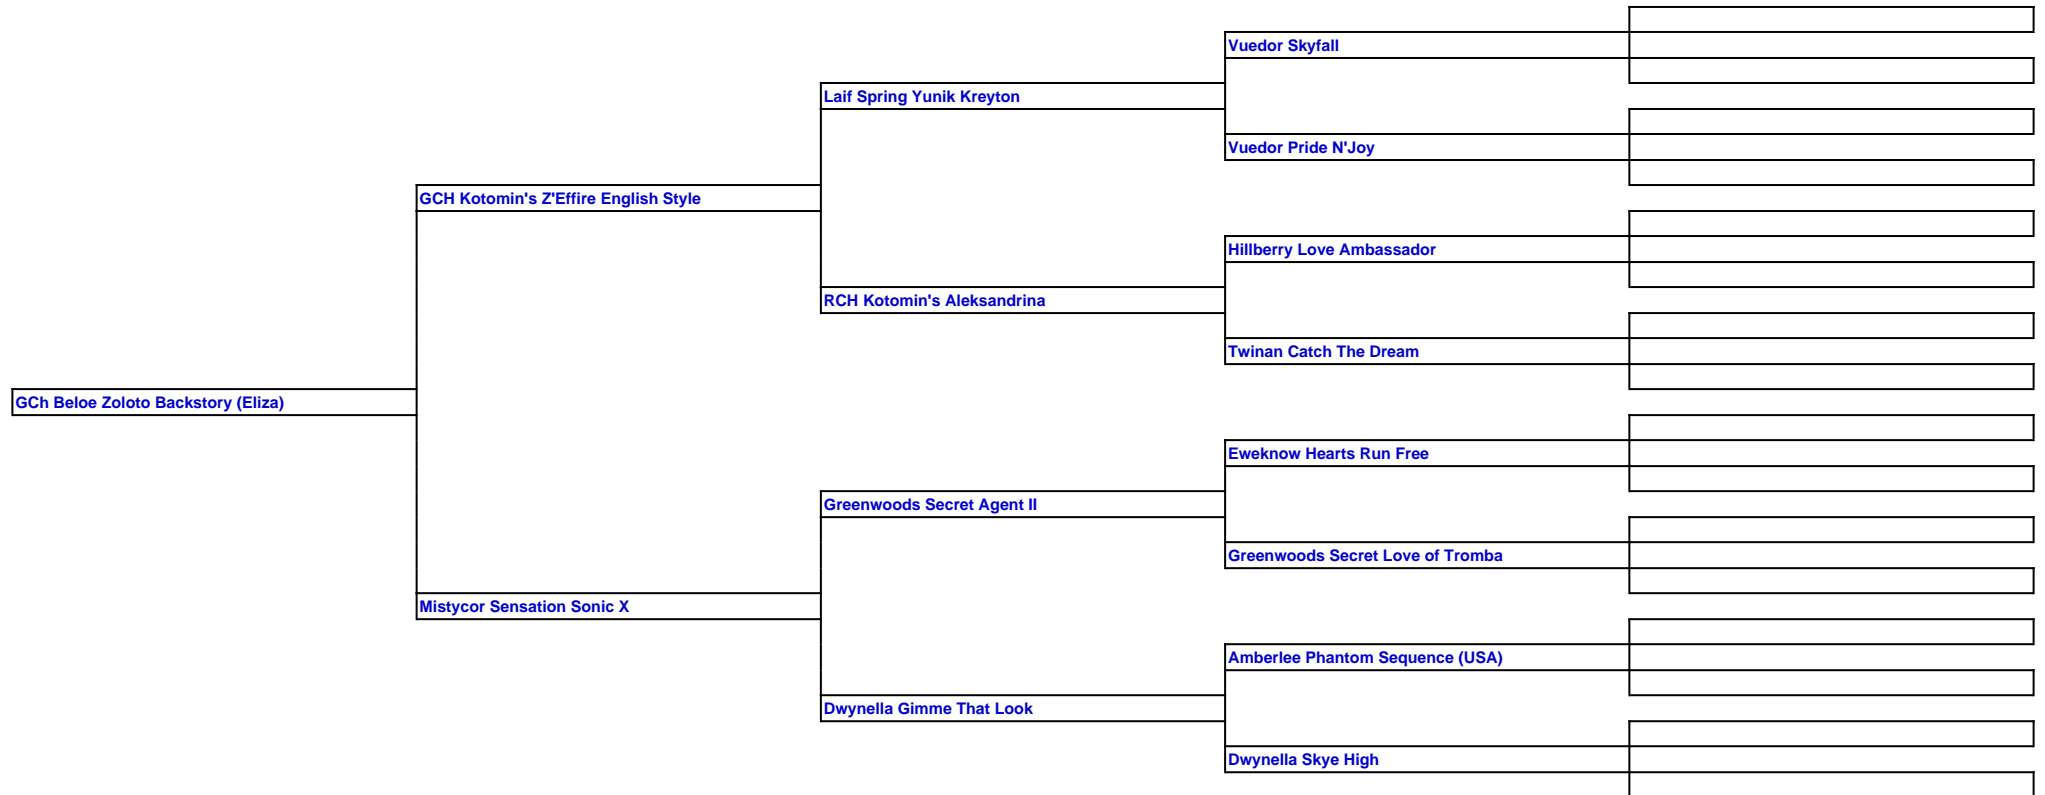 Vuedor Skyfall
Laif Spring Yunik Kreyton
Vuedor Pride N'Joy
GCH Kotomin's Z'Effire English Style
Hillberry Love Ambassador
RCH Kotomin's Aleksandrina
Twinan Catch The Dream
GCh Beloe Zoloto Backstory (Eliza)
Eweknow Hearts Run Free
Greenwoods Secret Agent II
Greenwoods Secret Love of Tromba
Mistycor Sensation Sonic X
Amberlee Phantom Sequence (USA)
Dwynella Gimme That Look
Dwynella Skye High